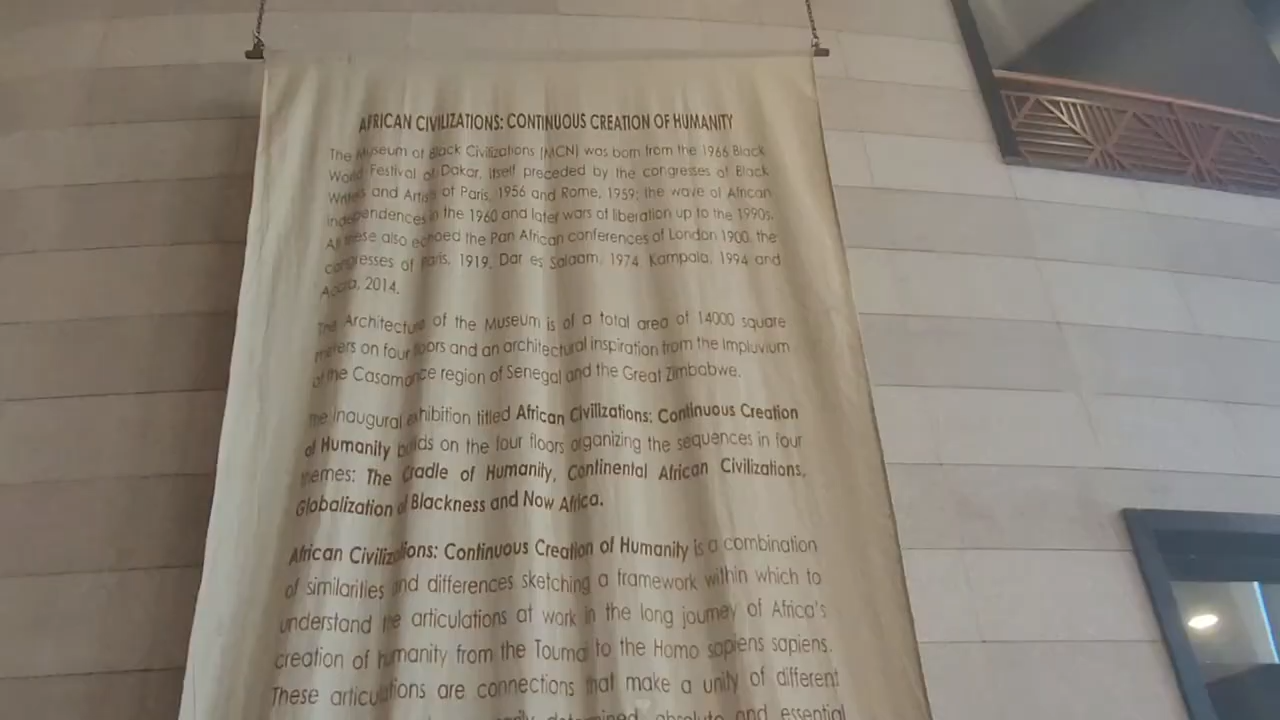 AFRICAN CIVILIZATIONS: CONTINUOUS CREATION OF HUMANITY
The Museum of Black Civilizations (MCN) was born from the 1966 Black
World Festival of Dakar, itself preceded by the congresses of Black
Writers and Artists of Paris, 1956 and Rome, 1959; the wave of African
independences in the 1960 and later wars of liberation up to the 1990s.
All these also echoed the Pan African conferences of London 1900, the
congresses of Paris, 1919, Dar es Salaam, 1974, Kampala, 1994 and
Accra, 2014.
The Architecture of the Museum is of a total area of 14000 square
meters on four floors and an architectural inspiration from the Impluvium
of the Casamance region of Senegal and the Great Zimbabwe.
The Inaugural exhibition titled African Civilizations: Continuous Creation
of Humanity builds on the four floors organizing the sequences in four
themes: The Cradle of Humanity, Continental African Civilizations,
Globalization of Blackness and Now Africa.
African Civilizations: Continuous Creation of Humanity is a combination
of similarities and differences sketching a framework within which to
understand the articulations at work in the long journey of Africa's
creation of humanity from the Toumai to the Homo sapiens sapiens.
These articulations are connections that make a unity of different
determined, absolute and essential